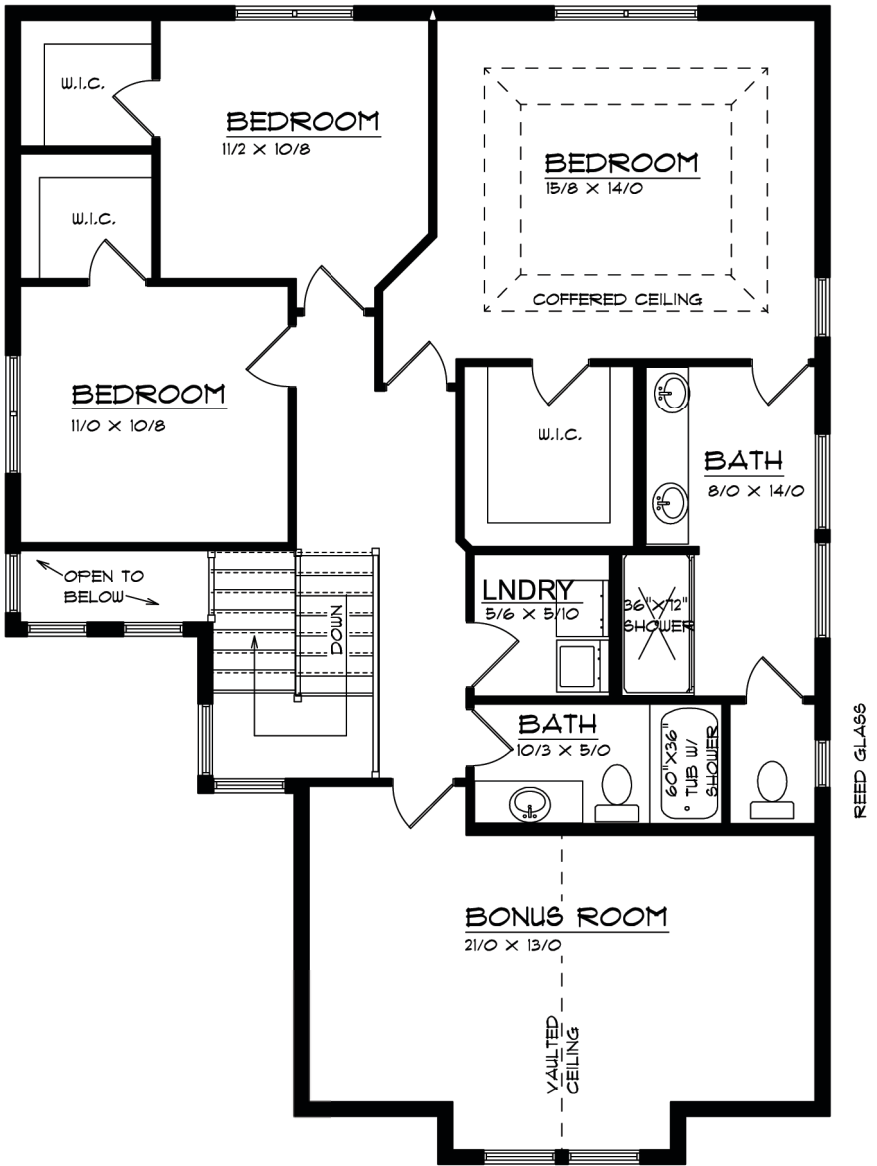 W.I.C.
BEDROOM
11/2 X 10/8
BEDROOM
15/8 X 14/0
W.I.C.
COFFERED CEILING
BEDROOM
11/0 X 10/8
W.I.C.
BATH
8/0 X 14/0
OPEN TO
BELOW
DOWN
LNDRY
5/6 X 5/10
36"X72"
SHOWER
BATH
10/3 X 5/0
60"X36"
TUB W/
SHOWER
REED GLASS
BONUS ROOM
21/0 X 13/0
VAULTED
CEILING